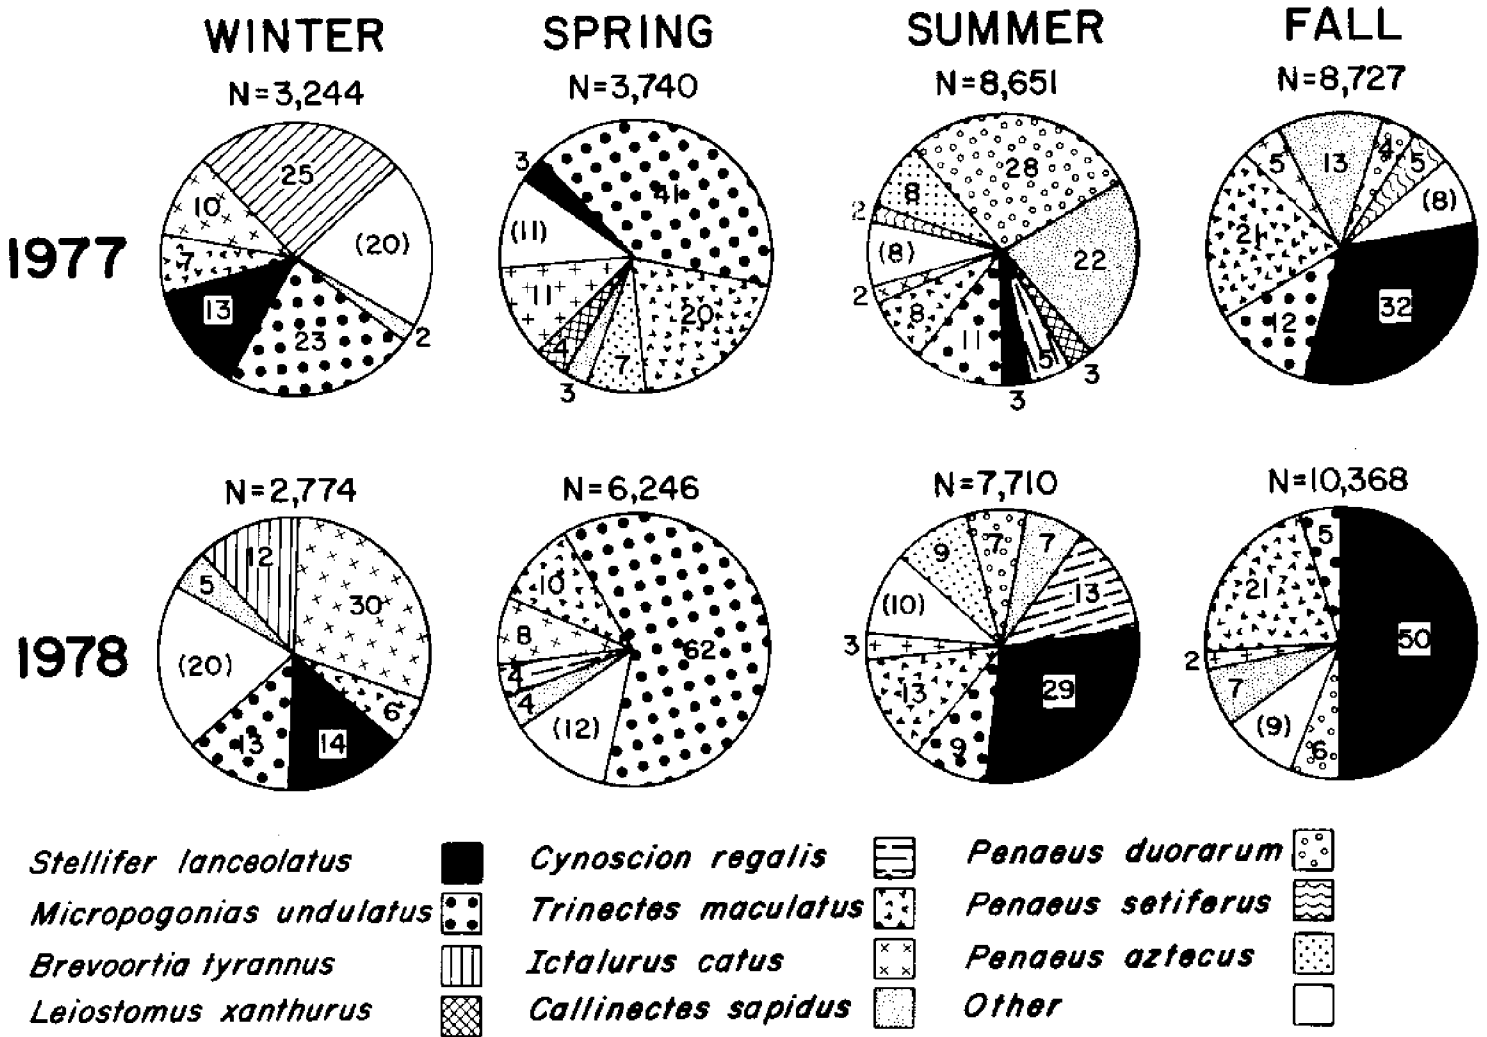 WINTER SPRING SUMMER FALL
N=3,244 N=3,740 N=8,651 N=8,727
1977
25 (20) 2 23 13 7 10
3 41 20 7 3 4 11 (11)
28 22 3 5 3 11 8 2 (8) 2 8
13 4 5 (8) 32 12 21 5
N=2,774 N=6,246 N=7,710 N=10,368
1978
12 30 6 14 13 (20) 5
10 62 (12) 4 4 8
9 7 7 13 29 9 13 3 (10)
5 50 6 (9) 7 2 21
Stellifer lanceolatus Cynoscion regalis Penaeus duorarum
Micropogonias undulatus Trinectes maculatus Penaeus setiferus
Brevoortia tyrannus Ictalurus catus Penaeus aztecus
Leiostomus xanthurus Callinectes sapidus Other